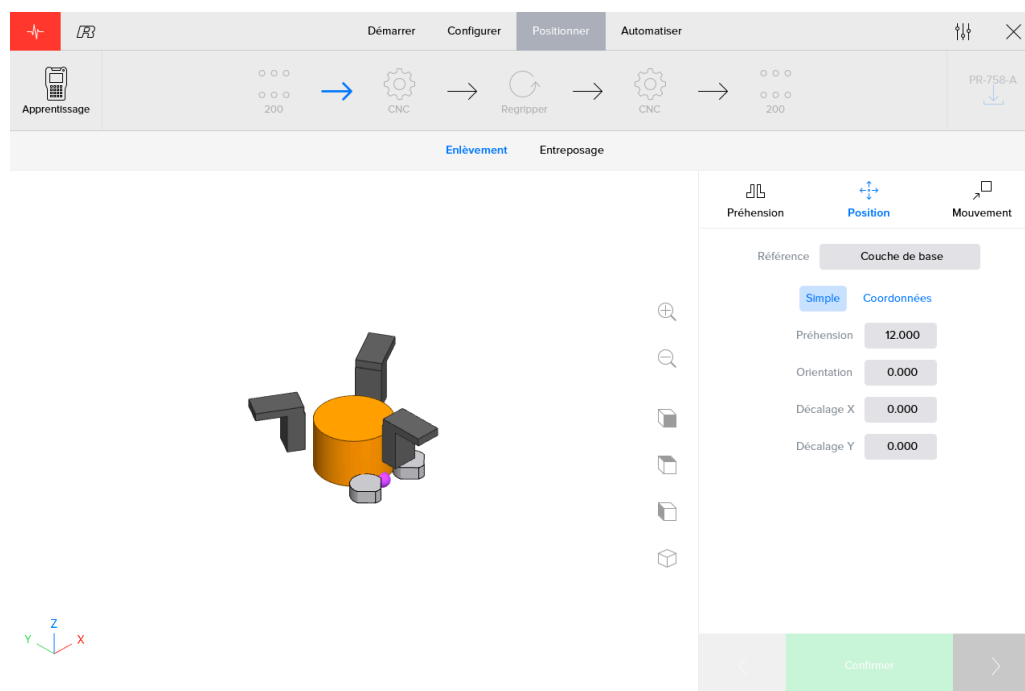 Démarrer Configurer Positionner Automatiser
Apprentissage 200 CNC Regripper CNC 200 PR-758-A
Enlèvement Entreposage
Préhension Position Mouvement
Référence Couche de base
Simple Coordonnées
Préhension 12.000
Orientation 0.000
Décalage X 0.000
Décalage Y 0.000
Z
Y X
Confirmer